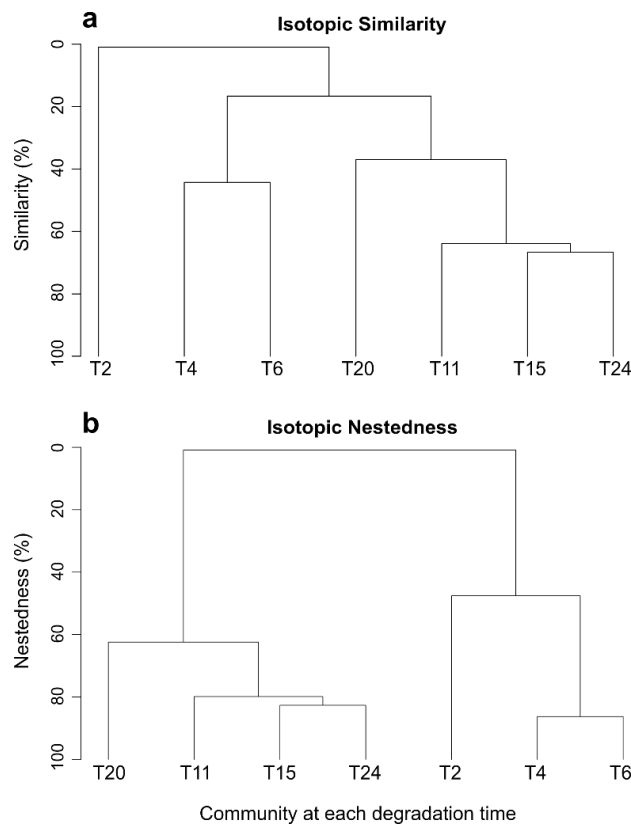 a
Isotopic Similarity
Similarity (%)
0
20
40
60
80
100
T2 T4 T6 T20 T11 T15 T24
b
Isotopic Nestedness
Nestedness (%)
0
20
40
60
80
100
T20 T11 T15 T24 T2 T4 T6
Community at each degradation time